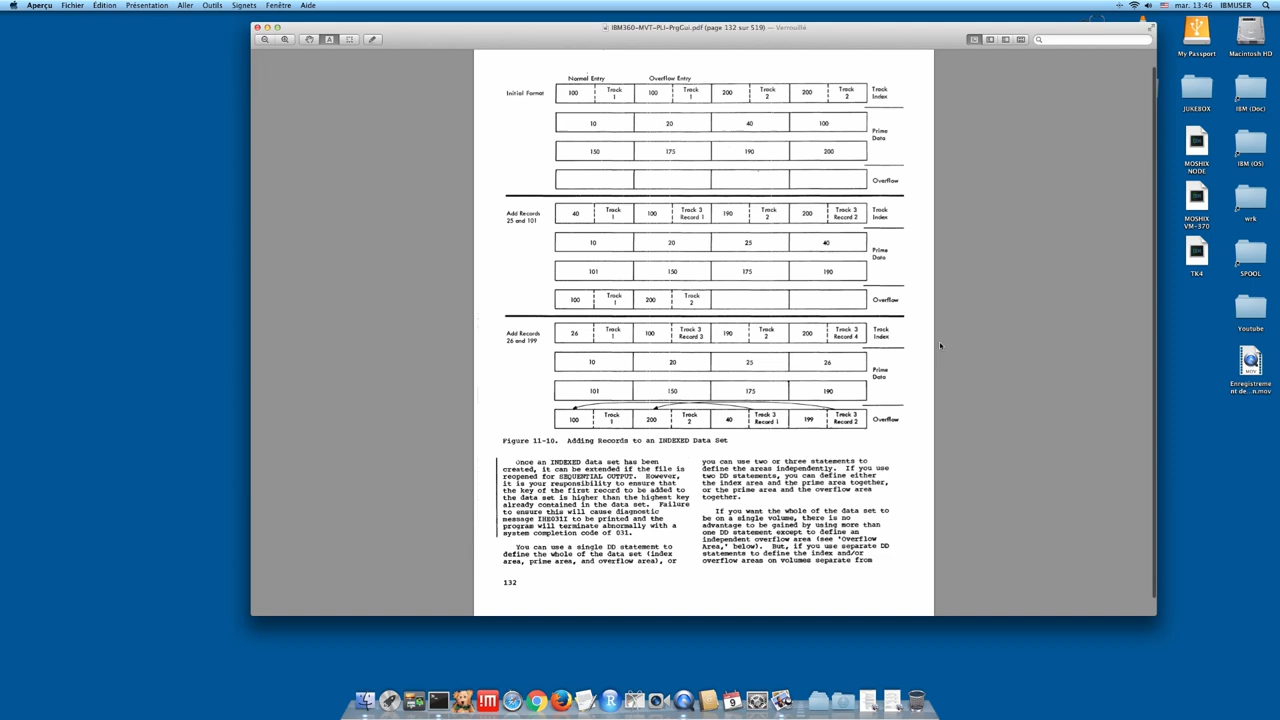 Aperçu Fichier Édition Présentation Aller Outils Signets Fenêtre Aide mar. 13:46 IBMUSER
IBM360-MVT-PLI-PrgGui.pdf (page 132 sur 519) — Verrouillé
My Passport
Macintosh HD
JUKEBOX
IBM (Doc)
MOSHIX NODE
IBM (OS)
MOSHIX VM-370
wrk
TK4
SPOOL
Youtube
Enregistrement de...n.mov
Normal Entry Overflow Entry
Initial Format 100 Track 1 100 Track 1 200 Track 2 200 Track 2 Track Index
10 20 40 100
Prime Data
150 175 190 200
Overflow
Add Records 25 and 101 40 Track 1 100 Track 3 Record 1 190 Track 2 200 Track 3 Record 2 Track Index
10 20 25 40
Prime Data
101 150 175 190
100 Track 1 200 Track 2 Overflow
Add Records 26 and 199 26 Track 1 100 Track 3 Record 3 190 Track 2 200 Track 3 Record 4 Track Index
10 20 25 26
Prime Data
101 150 175 190
100 Track 1 200 Track 2 40 Track 3 Record 1 199 Track 3 Record 2 Overflow
Figure 11-10. Adding Records to an INDEXED Data Set
Once an INDEXED data set has been
created, it can be extended if the file is
reopened for SEQUENTIAL OUTPUT. However,
it is your responsibility to ensure that
the key of the first record to be added to
the data set is higher than the highest key
already contained in the data set. Failure
to ensure this will cause diagnostic
message IHE031I to be printed and the
program will terminate abnormally with a
system completion code of 031.
You can use a single DD statement to
define the whole of the data set (index
area, prime area, and overflow area), or
you can use two or three statements to
define the areas independently. If you use
two DD statements, you can define either
the index area and the prime area together,
or the prime area and the overflow area
together.
If you want the whole of the data set to
be on a single volume, there is no
advantage to be gained by using more than
one DD statement except to define an
independent overflow area (see 'Overflow
Area,' below). But, if you use separate DD
statements to define the index and/or
overflow areas on volumes separate from
132